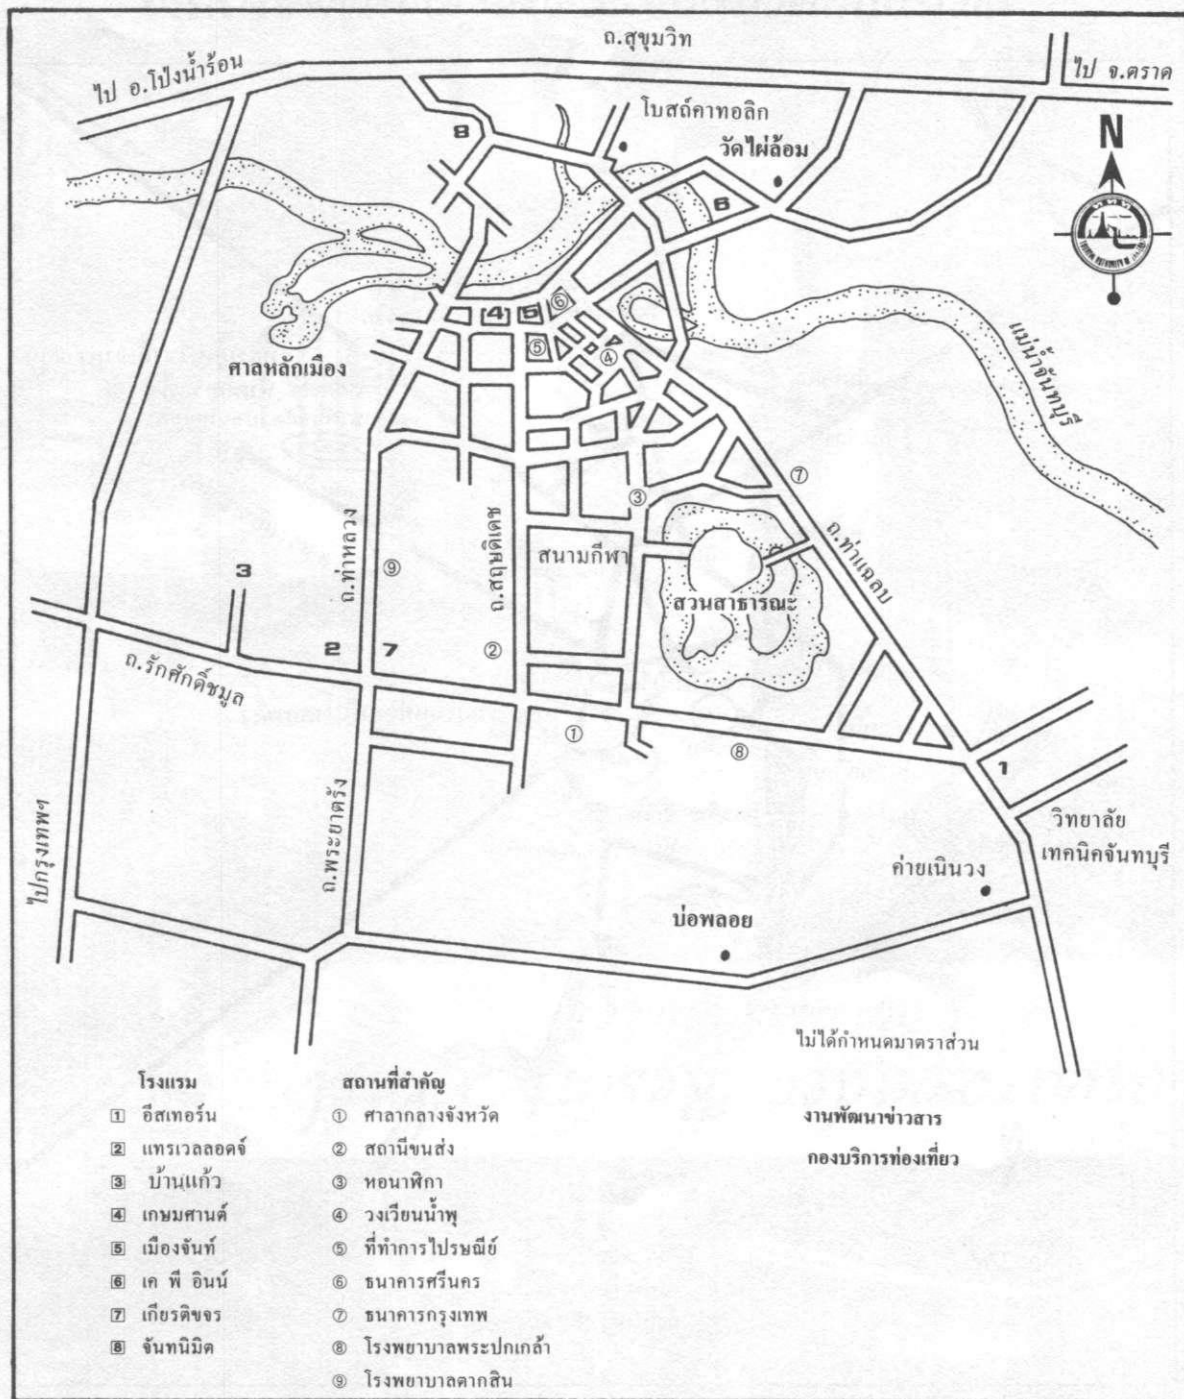 ถ.สุขุมวิท
ไป อ.โป่งน้ำร้อน
ไป จ.ตราด
โบสถ์คาทอลิก
วัดไผ่ล้อม
N
8
6
แม่น้ำจันทบุรี
4 5 ⑥
⑤ ④
ศาลหลักเมือง
⑦
③
ถ.ท่าหลวง
ถ.สฤษดิเดช
สนามกีฬา
ถ.ท่าแฉลบ
3
⑨
สวนสาธารณะ
2 7
②
ถ.รักศักดิ์ชมูล
①
⑧
1
ไปกรุงเทพฯ
ถ.พระยาตรัง
วิทยาลัย
เทคนิคจันทบุรี
ค่ายเนินวง
บ่อพลอย
ไม่ได้กำหนดมาตราส่วน
โรงแรม
1 อีสเทอร์น
2 แทรเวลลอดจ์
3 บ้านแก้ว
4 เกษมศานต์
5 เมืองจันท์
6 เค พี อินน์
7 เกียรติขจร
8 จันทนิมิต
สถานที่สำคัญ
① ศาลากลางจังหวัด
② สถานีขนส่ง
③ หอนาฬิกา
④ วงเวียนน้ำพุ
⑤ ที่ทำการไปรษณีย์
⑥ ธนาคารศรีนคร
⑦ ธนาคารกรุงเทพ
⑧ โรงพยาบาลพระปกเกล้า
⑨ โรงพยาบาลตากสิน
งานพัฒนาข่าวสาร
กองบริการท่องเที่ยว